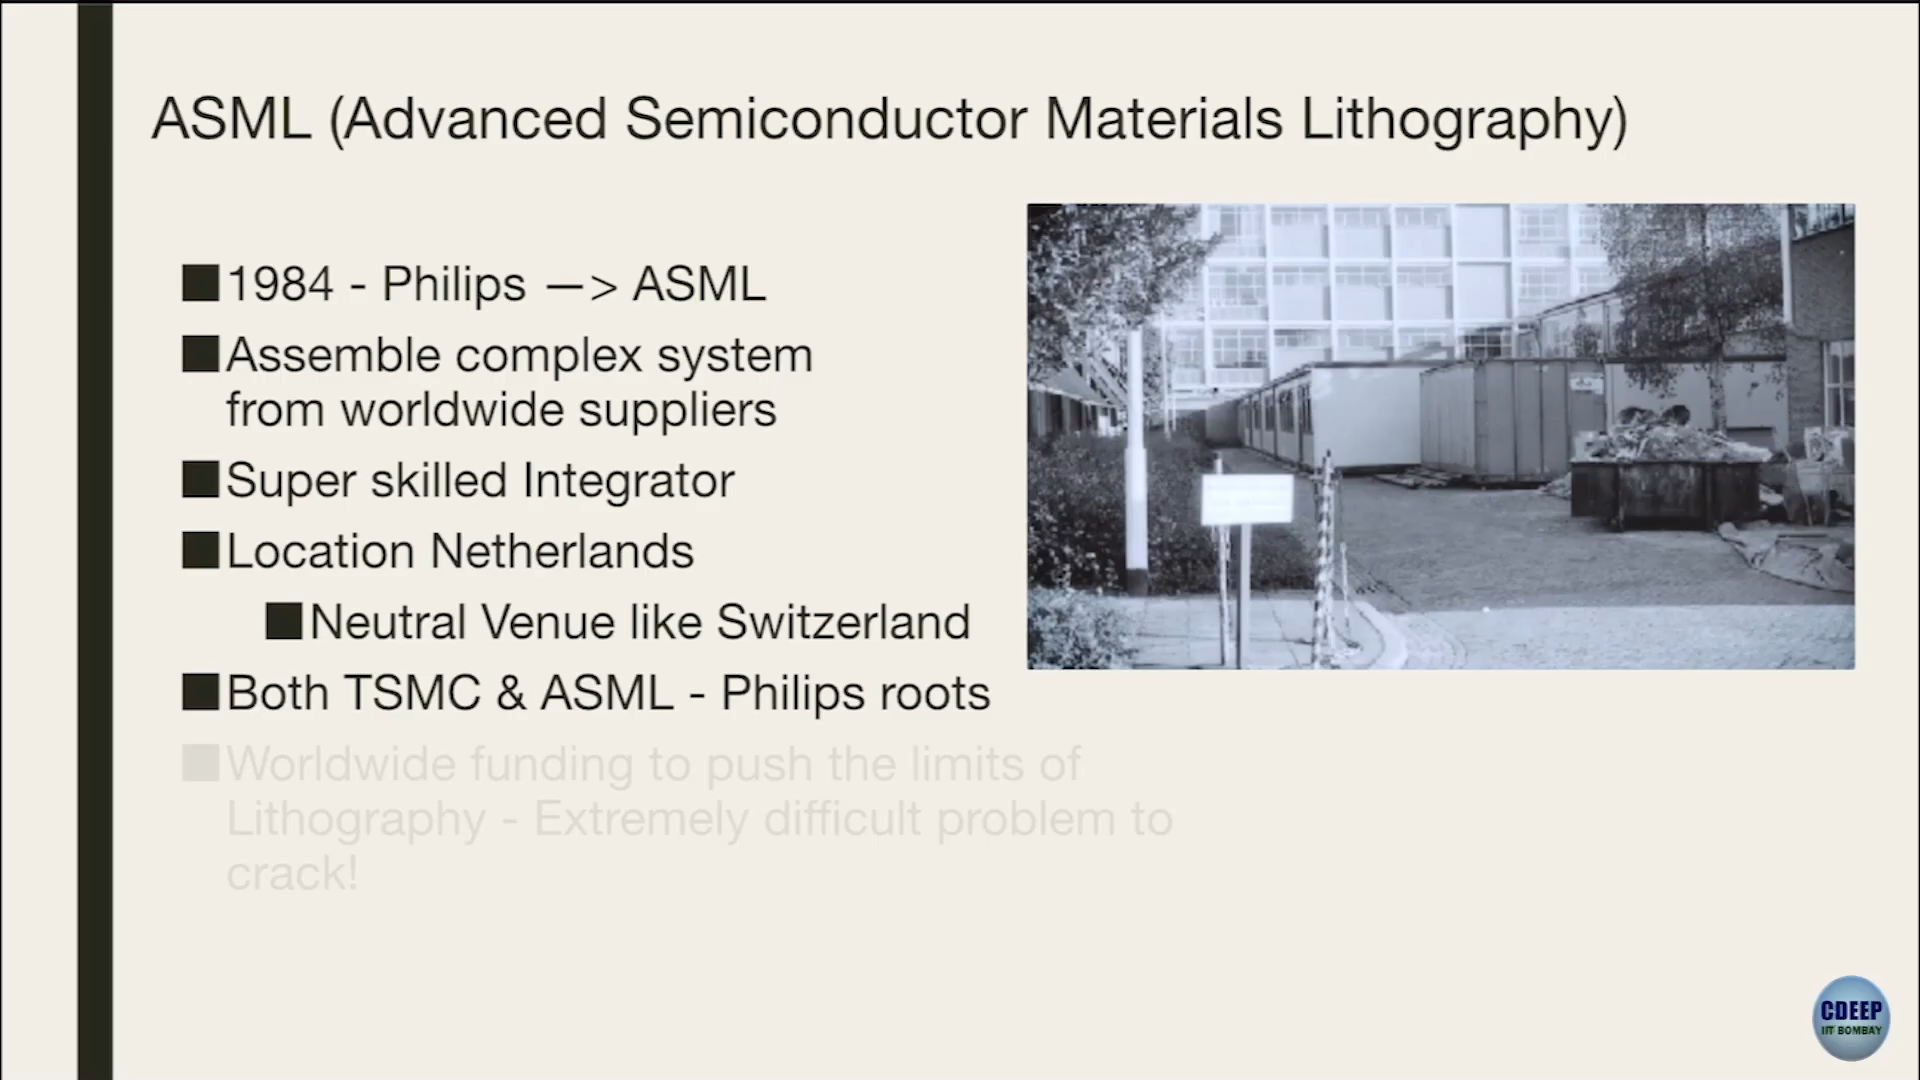 ASML (Advanced Semiconductor Materials Lithography)
1984 - Philips —> ASML
Assemble complex system
from worldwide suppliers
Super skilled Integrator
Location Netherlands
Neutral Venue like Switzerland
Both TSMC & ASML - Philips roots
Worldwide funding to push the limits of
Lithography - Extremely difficult problem to
crack!
CDEEP
IIT BOMBAY